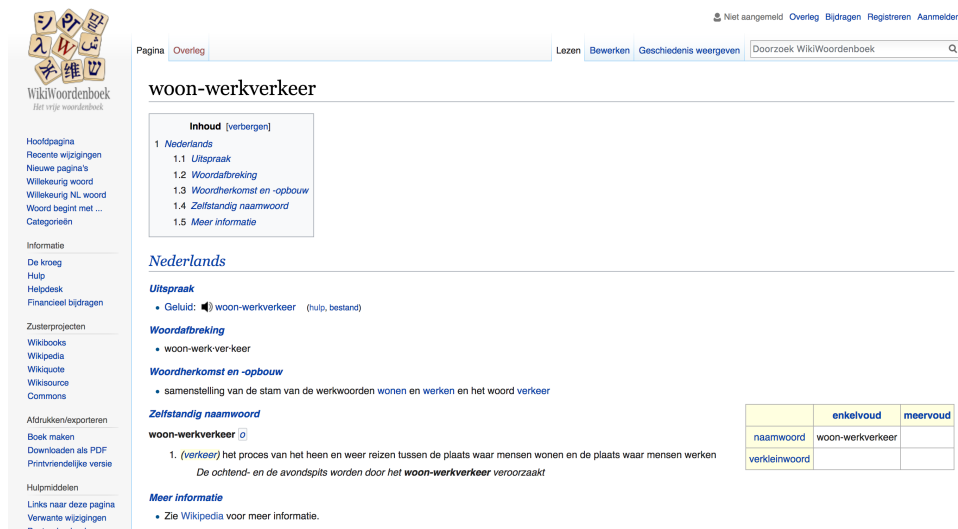 Niet aangemeld Overleg Bijdragen Registreren Aanmelden
WikiWoordenboek
Het vrije woordenboek
Pagina Overleg
Lezen Bewerken Geschiedenis weergeven Doorzoek WikiWoordenboek
Hoofdpagina
Recente wijzigingen
Nieuwe pagina's
Willekeurig woord
Willekeurig NL woord
Woord begint met ...
Categorieën
Informatie
De kroeg
Hulp
Helpdesk
Financieel bijdragen
Zusterprojecten
Wikibooks
Wikipedia
Wikiquote
Wikisource
Commons
Afdrukken/exporteren
Boek maken
Downloaden als PDF
Printvriendelijke versie
Hulpmiddelen
Links naar deze pagina
Verwante wijzigingen
woon-werkverkeer
Inhoud [verbergen]
1 Nederlands
1.1 Uitspraak
1.2 Woordafbreking
1.3 Woordherkomst en -opbouw
1.4 Zelfstandig naamwoord
1.5 Meer informatie
Nederlands
Uitspraak
• Geluid: woon-werkverkeer (hulp, bestand)
Woordafbreking
• woon-werk·ver·keer
Woordherkomst en -opbouw
• samenstelling van de stam van de werkwoorden wonen en werken en het woord verkeer
Zelfstandig naamwoord
woon-werkverkeer o
1. (verkeer) het proces van het heen en weer reizen tussen de plaats waar mensen wonen en de plaats waar mensen werken
De ochtend- en de avondspits worden door het woon-werkverkeer veroorzaakt
enkelvoud meervoud
naamwoord woon-werkverkeer
verkleinwoord
Meer informatie
• Zie Wikipedia voor meer informatie.